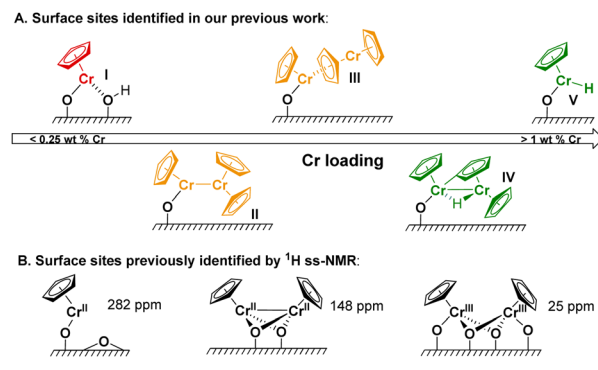 A. Surface sites identified in our previous work:
Cr I O O H
Cr Cr III O
Cr H O V
< 0.25 wt % Cr > 1 wt % Cr
Cr loading
Cr Cr O II
Cr Cr H O IV
B. Surface sites previously identified by ¹H ss-NMR:
Crᴵᴵ O O 282 ppm
Crᴵᴵ Crᴵᴵ O O 148 ppm
Crᴵᴵᴵ Crᴵᴵᴵ O O O O 25 ppm